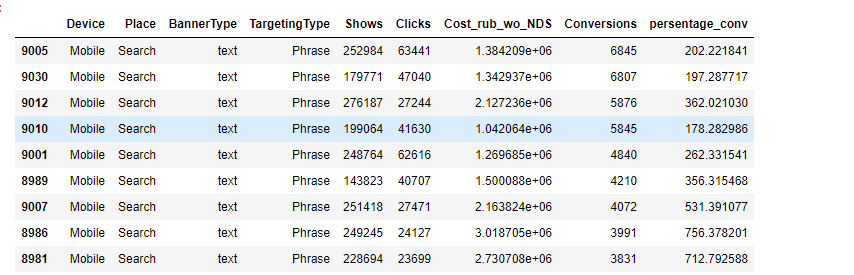 Device Place BannerType TargetingType Shows Clicks Cost_rub_wo_NDS Conversions persentage_conv
9005 Mobile Search text Phrase 252984 63441 1.384209e+06 6845 202.221841
9030 Mobile Search text Phrase 179771 47040 1.342937e+06 6807 197.287717
9012 Mobile Search text Phrase 276187 27244 2.127236e+06 5876 362.021030
9010 Mobile Search text Phrase 199064 41630 1.042064e+06 5845 178.282986
9001 Mobile Search text Phrase 248764 62616 1.269685e+06 4840 262.331541
8989 Mobile Search text Phrase 143823 40707 1.500088e+06 4210 356.315468
9007 Mobile Search text Phrase 251418 27471 2.163824e+06 4072 531.391077
8986 Mobile Search text Phrase 249245 24127 3.018705e+06 3991 756.378201
8981 Mobile Search text Phrase 228694 23699 2.730708e+06 3831 712.792588